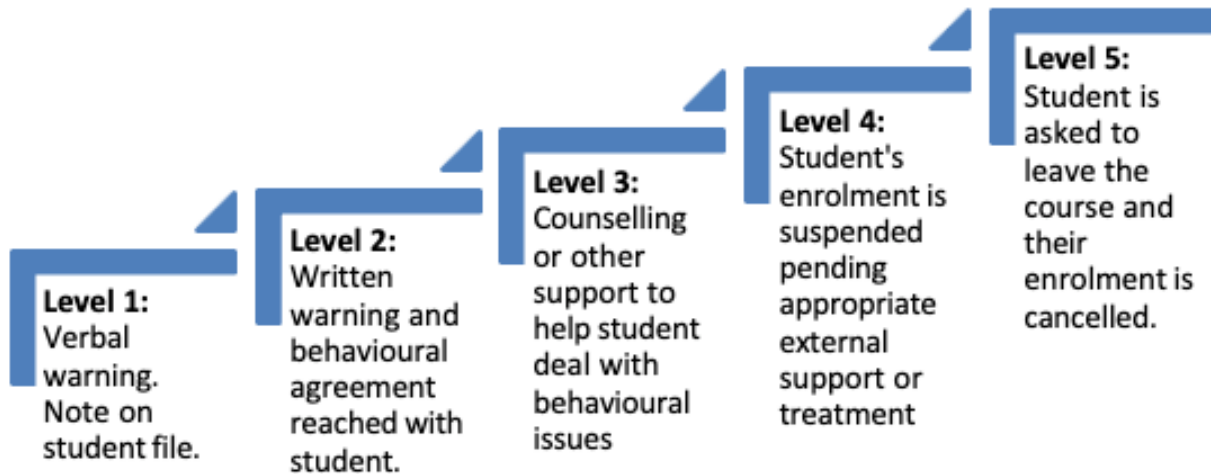 Level 1:
Verbal
warning.
Note on
student file.
Level 2:
Written
warning and
behavioural
agreement
reached with
student.
Level 3:
Counselling
or other
support to
help student
deal with
behavioural
issues
Level 4:
Student's
enrolment is
suspended
pending
appropriate
external
support or
treatment
Level 5:
Student is
asked to
leave the
course and
their
enrolment is
cancelled.